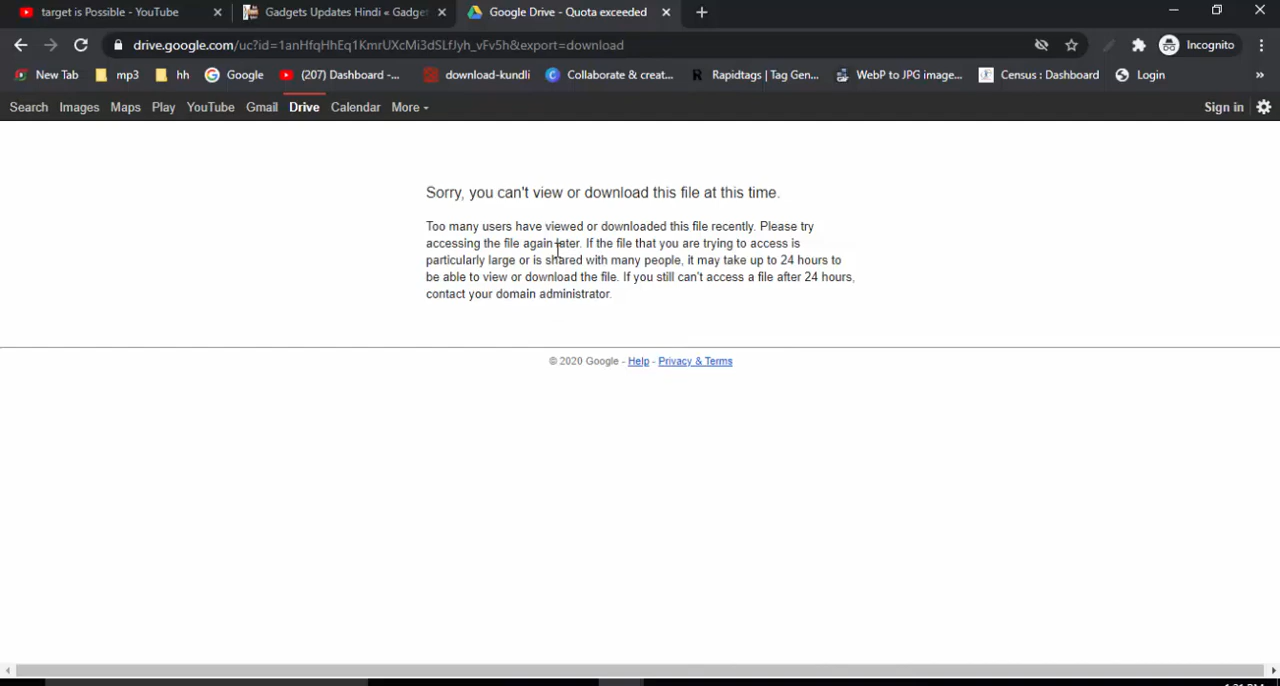 target is Possible - YouTube
Gadgets Updates Hindi « Gadget
Google Drive - Quota exceeded
drive.google.com/uc?id=1anHfqHhEq1KmrUXcMi3dSLfJyh_vFv5h&export=download
Incognito
New Tab
mp3
hh
Google
(207) Dashboard -...
download-kundli
Collaborate & creat...
Rapidtags | Tag Gen...
WebP to JPG image...
Census : Dashboard
Login
»
Search
Images
Maps
Play
YouTube
Gmail
Drive
Calendar
More
Sign in
Sorry, you can't view or download this file at this time.
Too many users have viewed or downloaded this file recently. Please try
accessing the file again later. If the file that you are trying to access is
particularly large or is shared with many people, it may take up to 24 hours to
be able to view or download the file. If you still can't access a file after 24 hours,
contact your domain administrator.
© 2020 Google - Help - Privacy & Terms